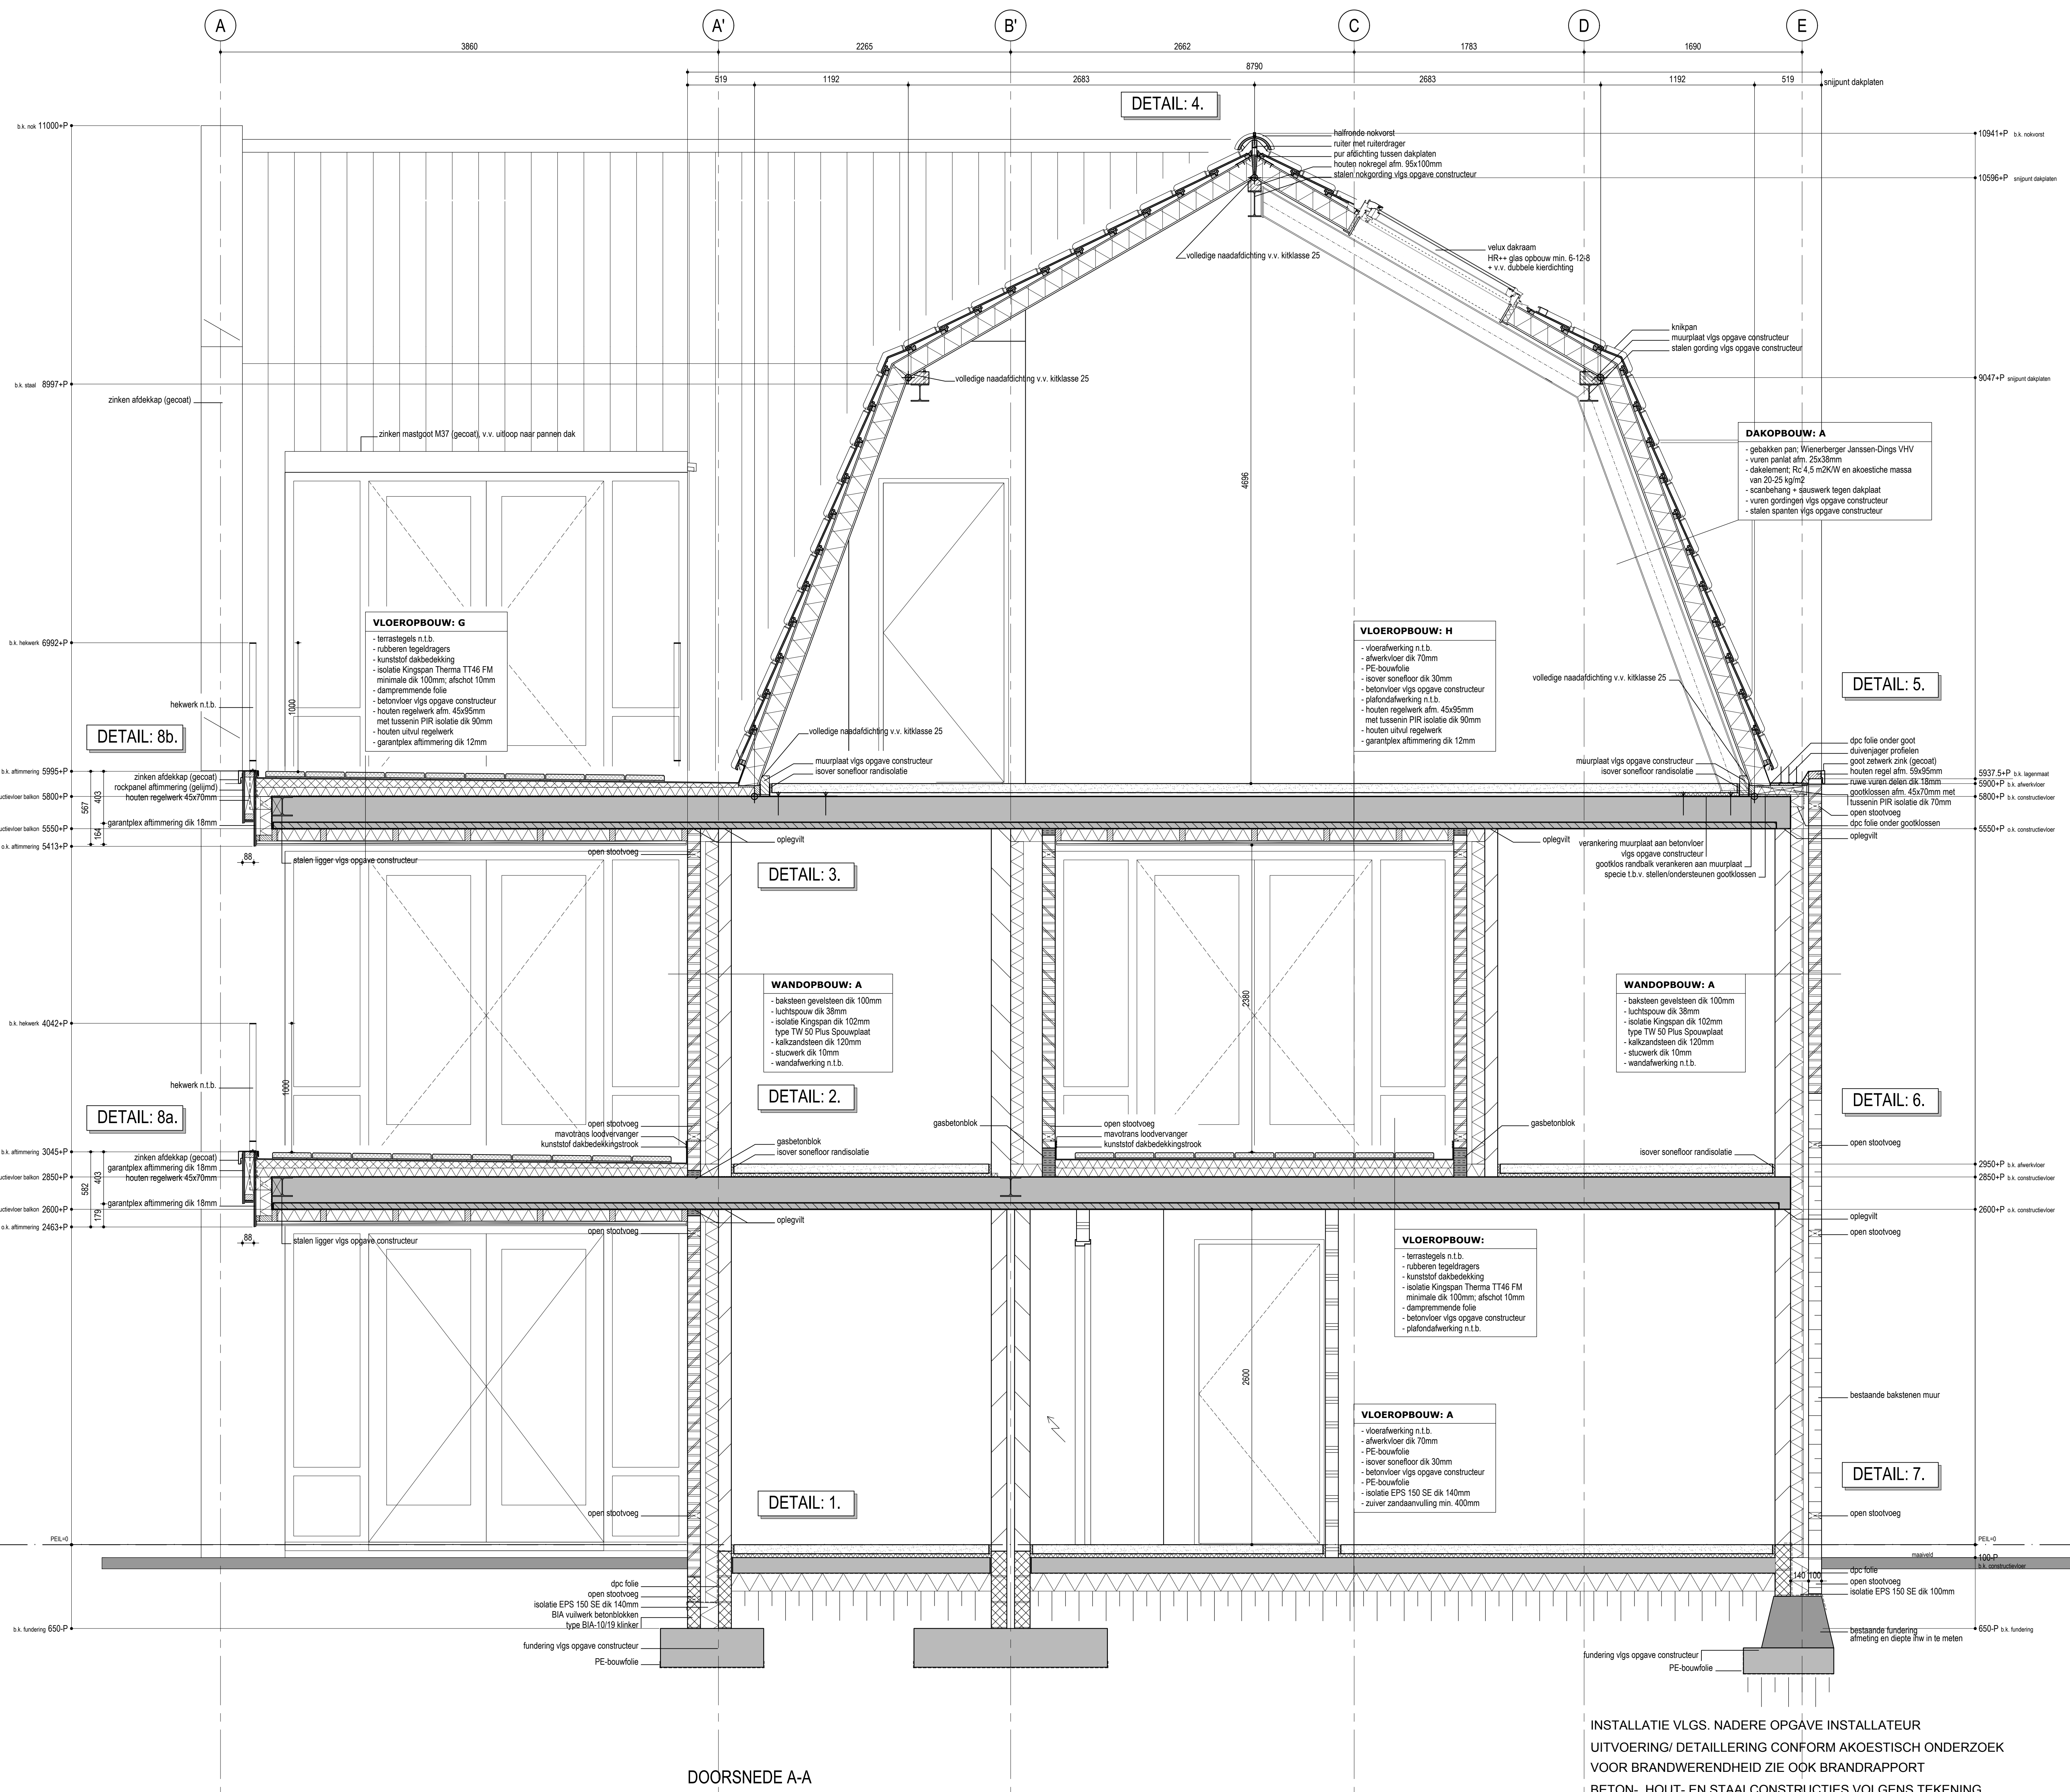 A
A'
B'
C
D
E
3860
2265
2662
1783
1690
8790
519
1192
2683
2683
1192
519
snijpunt dakplaten
DETAIL: 4.
b.k. nok 11000+P
halfronde nokvorst
ruiter met ruiterdrager
pur afdichting tussen dakplaten
houten nokregel afm. 95x100mm
stalen nokgording vlgs opgave constructeur
10941+P b.k. nokvorst
10596+P snijpunt dakplaten
volledige naadafdichting v.v. kitklasse 25
velux dakraam
HR++ glas opbouw min. 6-12-8
+ v.v. dubbele kierdichting
knikpan
muurplaat vlgs opgave constructeur
stalen gording vlgs opgave constructeur
b.k. staal 8997+P
volledige naadafdichting v.v. kitklasse 25
9047+P snijpunt dakplaten
zinken afdekkap (gecoat)
zinken mastgoot M37 (gecoat), v.v. uitloop naar pannen dak
4696
DAKOPBOUW: A
- gebakken pan; Wienerberger Janssen-Dings VHV
- vuren panlat afm. 25x38mm
- dakelement; Rc 4,5 m2K/W en akoestiche massa
van 20-25 kg/m2
- scanbehang + sauswerk tegen dakplaat
- vuren gordingen vlgs opgave constructeur
- stalen spanten vlgs opgave constructeur
VLOEROPBOUW: G
- terrastegels n.t.b.
- rubberen tegeldragers
- kunststof dakbedekking
- isolatie Kingspan Therma TT46 FM
minimale dik 100mm; afschot 10mm
- dampremmende folie
- betonvloer vlgs opgave constructeur
- houten regelwerk afm. 45x95mm
met tussenin PIR isolatie dik 90mm
- houten uitvul regelwerk
- garantplex aftimmering dik 12mm
VLOEROPBOUW: H
- vloerafwerking n.t.b.
- afwerkvloer dik 70mm
- PE-bouwfolie
- isover sonefloor dik 30mm
- betonvloer vlgs opgave constructeur
- plafondafwerking n.t.b.
- houten regelwerk afm. 45x95mm
met tussenin PIR isolatie dik 90mm
- houten uitvul regelwerk
- garantplex aftimmering dik 12mm
b.k. hekwerk 6992+P
1000
hekwerk n.t.b.
DETAIL: 8b.
volledige naadafdichting v.v. kitklasse 25
DETAIL: 5.
volledige naadafdichting v.v. kitklasse 25
muurplaat vlgs opgave constructeur
isover sonefloor randisolatie
muurplaat vlgs opgave constructeur
isover sonefloor randisolatie
dpc folie onder goot
duivenjager profielen
goot zetwerk zink (gecoat)
houten regel afm. 59x95mm
ruwe vuren delen dik 18mm
gootklossen afm. 45x70mm met
tussenin PIR isolatie dik 70mm
open stootvoeg
dpc folie onder gootklossen
oplegvilt
b.k. aftimmering 5995+P
uctievloer balkon 5800+P
uctievloer balkon 5550+P
o.k. aftimmering 5413+P
567
403
164
88
zinken afdekkap (gecoat)
rockpanel aftimmering (gelijmd)
houten regelwerk 45x70mm
garantplex aftimmering dik 18mm
stalen ligger vlgs opgave constructeur
5937.5+P b.k. lagenmaat
5900+P b.k. afwerkvloer
5800+P b.k. constructievloer
5550+P o.k. constructievloer
open stootvoeg
oplegvilt
oplegvilt
verankering muurplaat aan betonvloer
vlgs opgave constructeur
gootklos randbalk verankeren aan muurplaat
specie t.b.v. stellen/ondersteunen gootklossen
DETAIL: 3.
2380
WANDOPBOUW: A
- baksteen gevelsteen dik 100mm
- luchtspouw dik 38mm
- isolatie Kingspan dik 102mm
type TW 50 Plus Spouwplaat
- kalkzandsteen dik 120mm
- stucwerk dik 10mm
- wandafwerking n.t.b.
WANDOPBOUW: A
- baksteen gevelsteen dik 100mm
- luchtspouw dik 38mm
- isolatie Kingspan dik 102mm
type TW 50 Plus Spouwplaat
- kalkzandsteen dik 120mm
- stucwerk dik 10mm
- wandafwerking n.t.b.
b.k. hekwerk 4042+P
1000
hekwerk n.t.b.
DETAIL: 8a.
DETAIL: 2.
DETAIL: 6.
open stootvoeg
mavotrans loodvervanger
kunststof dakbedekkingstrook
gasbetonblok
isover sonefloor randisolatie
gasbetonblok
open stootvoeg
mavotrans loodvervanger
kunststof dakbedekkingstrook
gasbetonblok
isover sonefloor randisolatie
open stootvoeg
b.k. aftimmering 3045+P
uctievloer balkon 2850+P
uctievloer balkon 2600+P
o.k. aftimmering 2463+P
582
403
179
88
zinken afdekkap (gecoat)
garantplex aftimmering dik 18mm
houten regelwerk 45x70mm
garantplex aftimmering dik 18mm
stalen ligger vlgs opgave constructeur
open stootvoeg
oplegvilt
2950+P b.k. afwerkvloer
2850+P b.k. constructievloer
2600+P o.k. constructievloer
oplegvilt
open stootvoeg
VLOEROPBOUW:
- terrastegels n.t.b.
- rubberen tegeldragers
- kunststof dakbedekking
- isolatie Kingspan Therma TT46 FM
minimale dik 100mm; afschot 10mm
- dampremmende folie
- betonvloer vlgs opgave constructeur
- plafondafwerking n.t.b.
2600
bestaande bakstenen muur
VLOEROPBOUW: A
- vloerafwerking n.t.b.
- afwerkvloer dik 70mm
- PE-bouwfolie
- isover sonefloor dik 30mm
- betonvloer vlgs opgave constructeur
- PE-bouwfolie
- isolatie EPS 150 SE dik 140mm
- zuiver zandaanvulling min. 400mm
DETAIL: 7.
DETAIL: 1.
open stootvoeg
open stootvoeg
PEIL=0
PEIL=0
maaiveld
100-P
b.k. constructievloer
140
100
dpc folie
open stootvoeg
isolatie EPS 150 SE dik 100mm
dpc folie
open stootvoeg
isolatie EPS 150 SE dik 140mm
BIA vuilwerk betonblokken
type BIA-10/19 klinker
b.k. fundering 650-P
fundering vlgs opgave constructeur
PE-bouwfolie
bestaande fundering
afmeting en diepte ihw in te meten
650-P b.k. fundering
fundering vlgs opgave constructeur
PE-bouwfolie
INSTALLATIE VLGS. NADERE OPGAVE INSTALLATEUR
UITVOERING/ DETAILLERING CONFORM AKOESTISCH ONDERZOEK
VOOR BRANDWERENDHEID ZIE OOK BRANDRAPPORT
BETON-, HOUT- EN STAALCONSTRUCTIES VOLGENS TEKENING
DOORSNEDE A-A